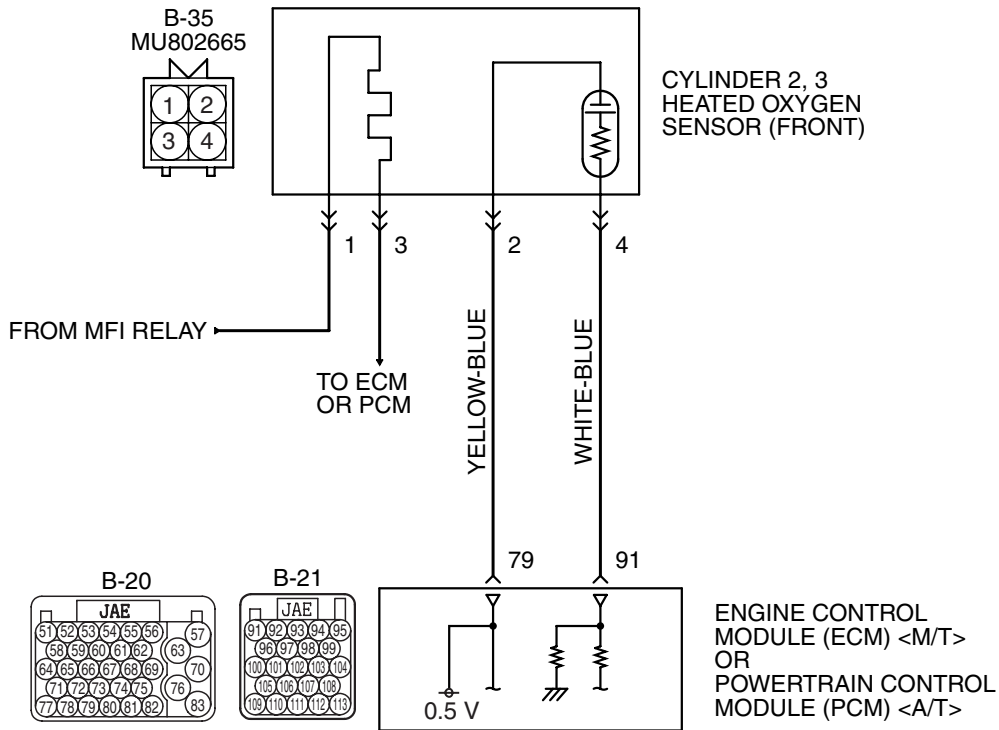 B-35
MU802665
1 2
3 4
CYLINDER 2, 3
HEATED OXYGEN
SENSOR (FRONT)
1 3 2 4
FROM MFI RELAY
TO ECM
OR PCM
YELLOW-BLUE
WHITE-BLUE
79 91
B-20
JAE
51 52 53 54 55 56 57
58 59 60 61 62 63
64 65 66 67 68 69 70
71 72 73 74 75 76
77 78 79 80 81 82 83
B-21
JAE
91 92 93 94 95
96 97 98 99
100 101 102 103 104
105 106 107 108
109 110 111 112 113
0.5 V
ENGINE CONTROL
MODULE (ECM) <M/T>
OR
POWERTRAIN CONTROL
MODULE (PCM) <A/T>